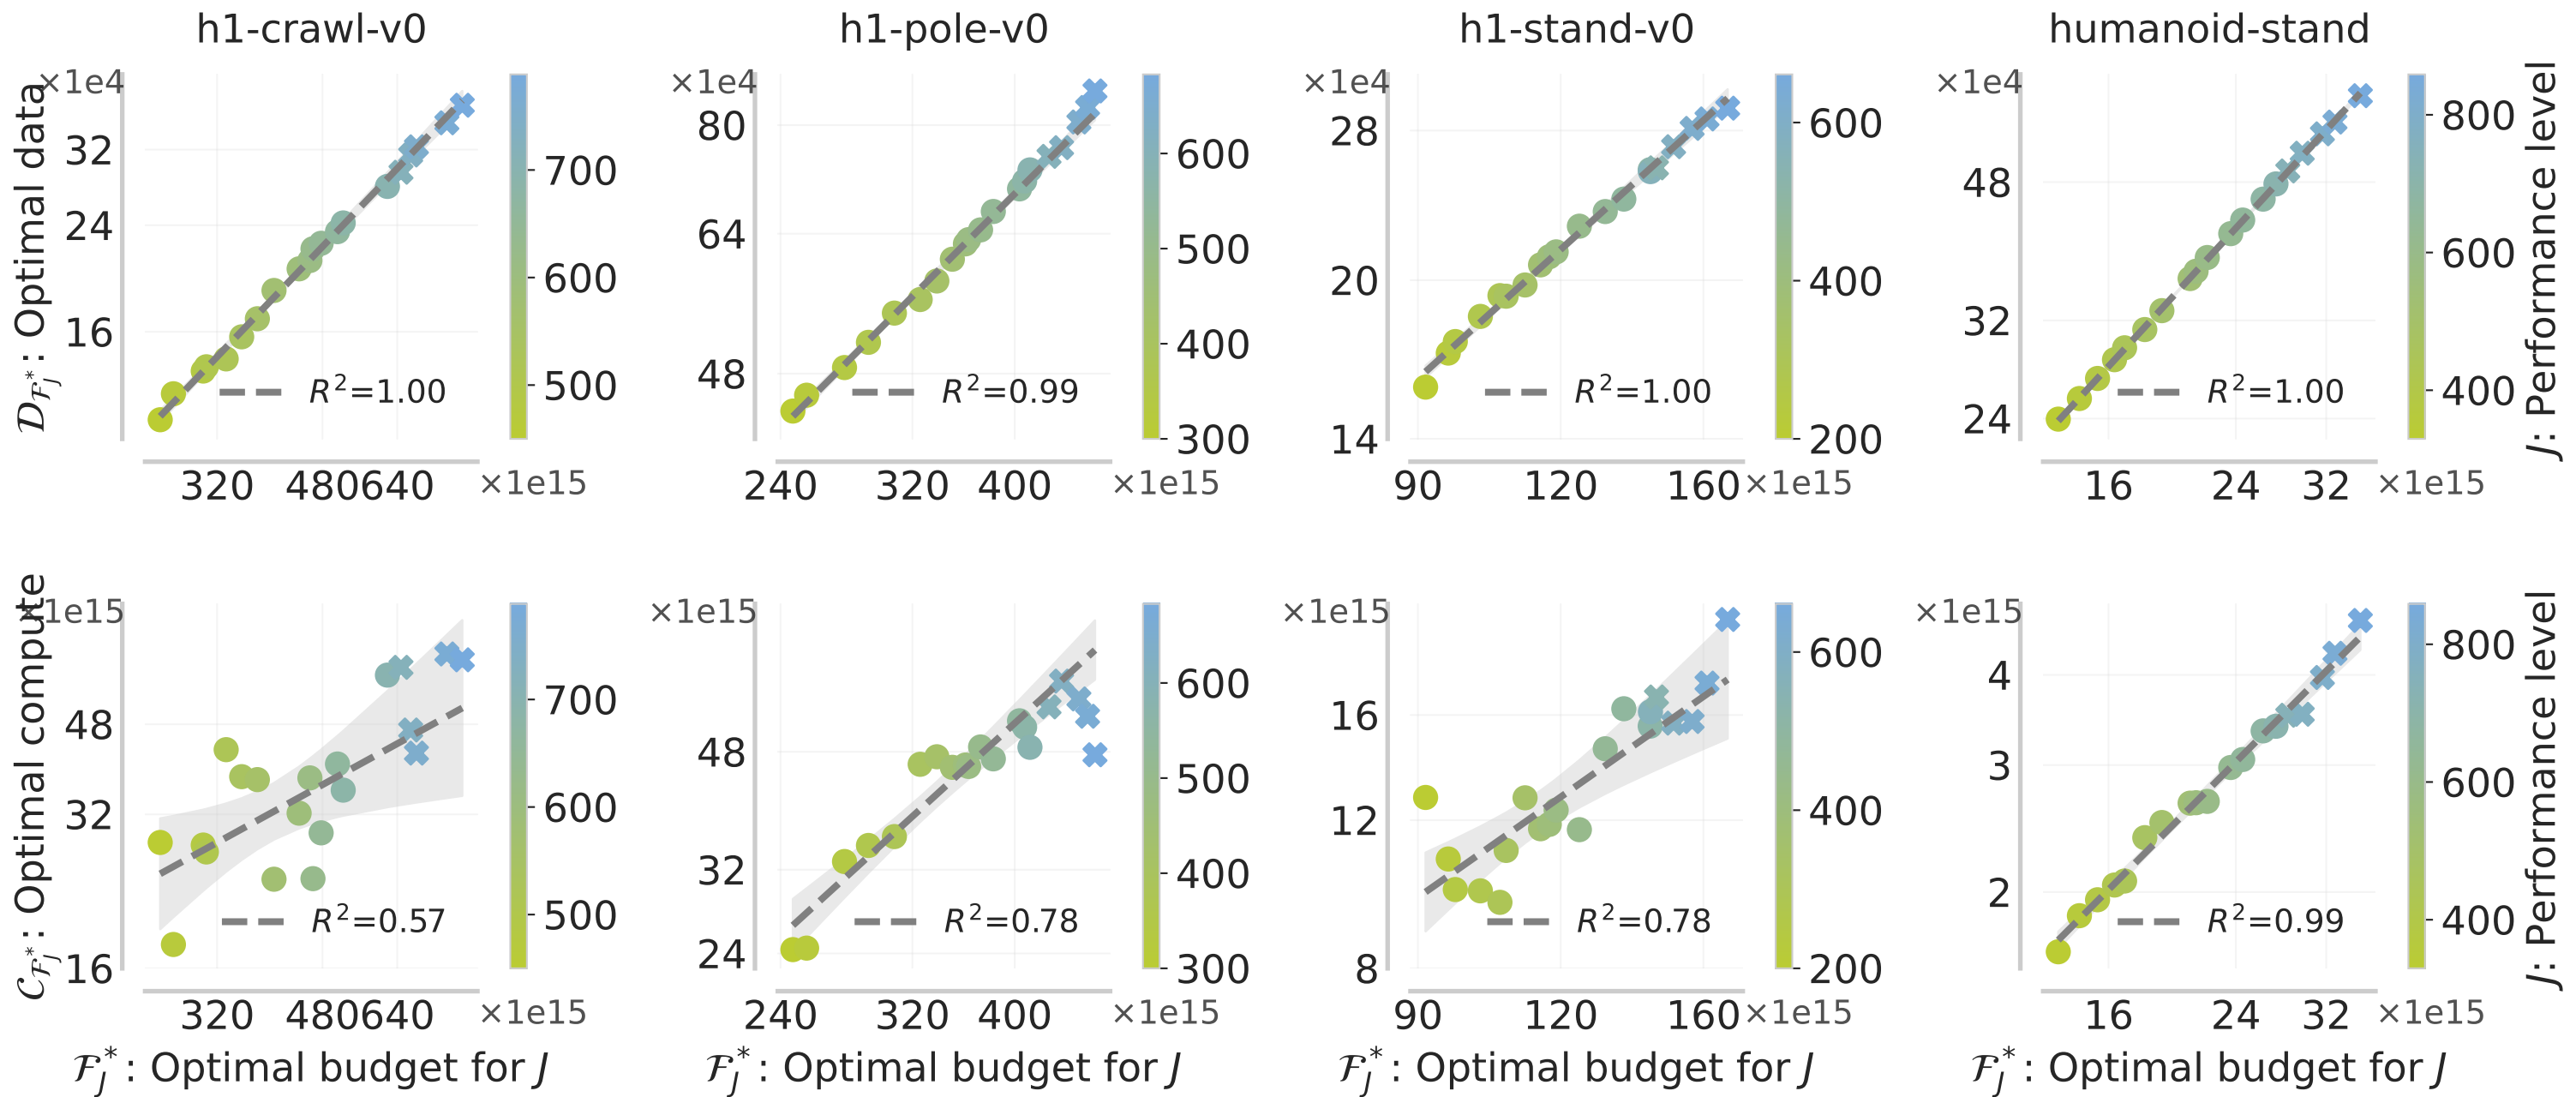 h1-crawl-v0
h1-pole-v0
h1-stand-v0
humanoid-stand
×1e4
×1e4
×1e4
×1e4
𝒟_{ℱ_J^*}: Optimal data
32
24
16
700
600
500
R²=1.00
320 480 640 ×1e15
80
64
48
600
500
400
300
R²=0.99
240 320 400 ×1e15
28
20
14
600
400
200
R²=1.00
90 120 160 ×1e15
48
32
24
800
600
400
R²=1.00
16 24 32 ×1e15
J: Performance level
×1e15
×1e15
×1e15
×1e15
𝒞_{ℱ_J^*}: Optimal compute
48
32
16
700
600
500
R²=0.57
320 480 640 ×1e15
48
32
24
600
500
400
300
R²=0.78
240 320 400 ×1e15
16
12
8
600
400
200
R²=0.78
90 120 160 ×1e15
4
3
2
800
600
400
R²=0.99
16 24 32 ×1e15
J: Performance level
ℱ_J^*: Optimal budget for J
ℱ_J^*: Optimal budget for J
ℱ_J^*: Optimal budget for J
ℱ_J^*: Optimal budget for J